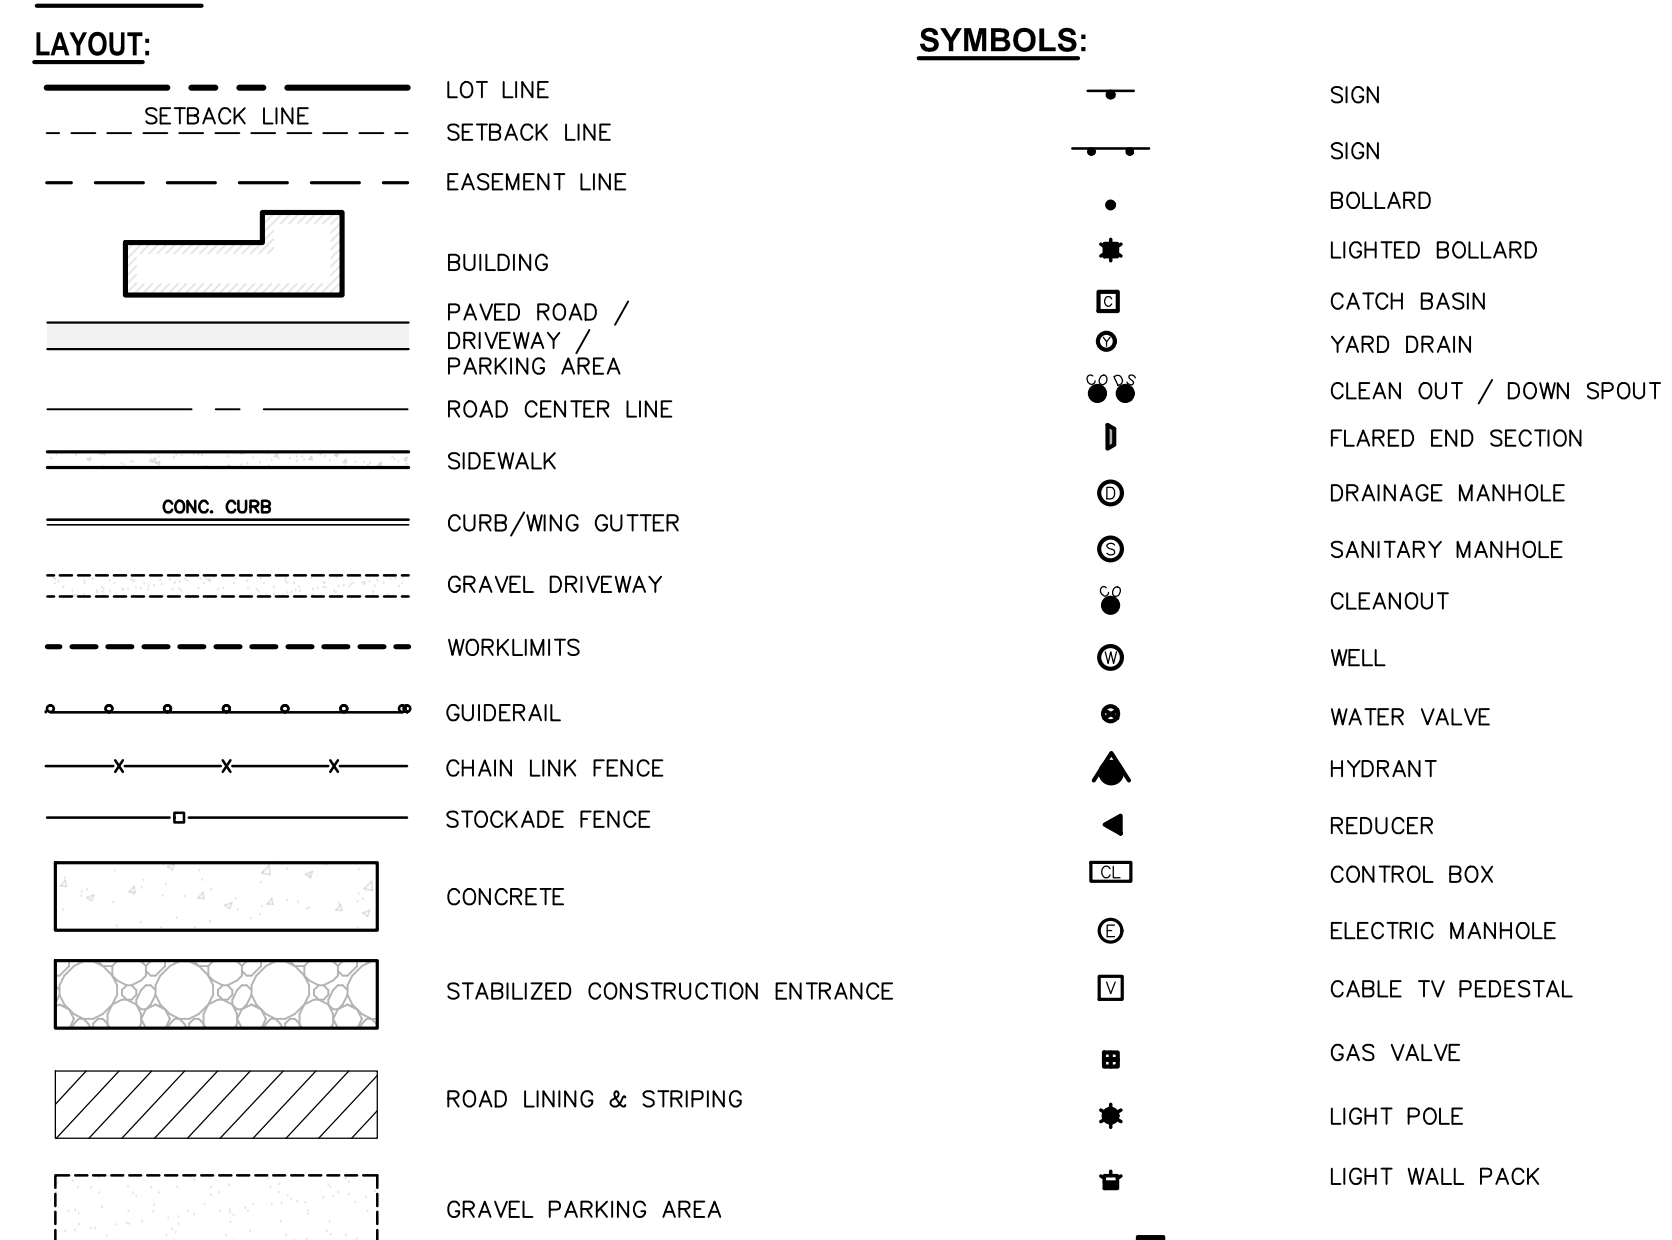 LAYOUT:
LOT LINE
SETBACK LINE
SETBACK LINE
EASEMENT LINE
BUILDING
PAVED ROAD /
DRIVEWAY /
PARKING AREA
ROAD CENTER LINE
SIDEWALK
CONC. CURB
CURB/WING GUTTER
GRAVEL DRIVEWAY
WORKLIMITS
GUIDERAIL
X X X
CHAIN LINK FENCE
STOCKADE FENCE
CONCRETE
STABILIZED CONSTRUCTION ENTRANCE
ROAD LINING & STRIPING
GRAVEL PARKING AREA
SYMBOLS:
SIGN
SIGN
BOLLARD
LIGHTED BOLLARD
C CATCH BASIN
Y YARD DRAIN
CO DS CLEAN OUT / DOWN SPOUT
FLARED END SECTION
D DRAINAGE MANHOLE
S SANITARY MANHOLE
CO CLEANOUT
W WELL
WATER VALVE
HYDRANT
REDUCER
CL CONTROL BOX
E ELECTRIC MANHOLE
V CABLE TV PEDESTAL
GAS VALVE
LIGHT POLE
LIGHT WALL PACK